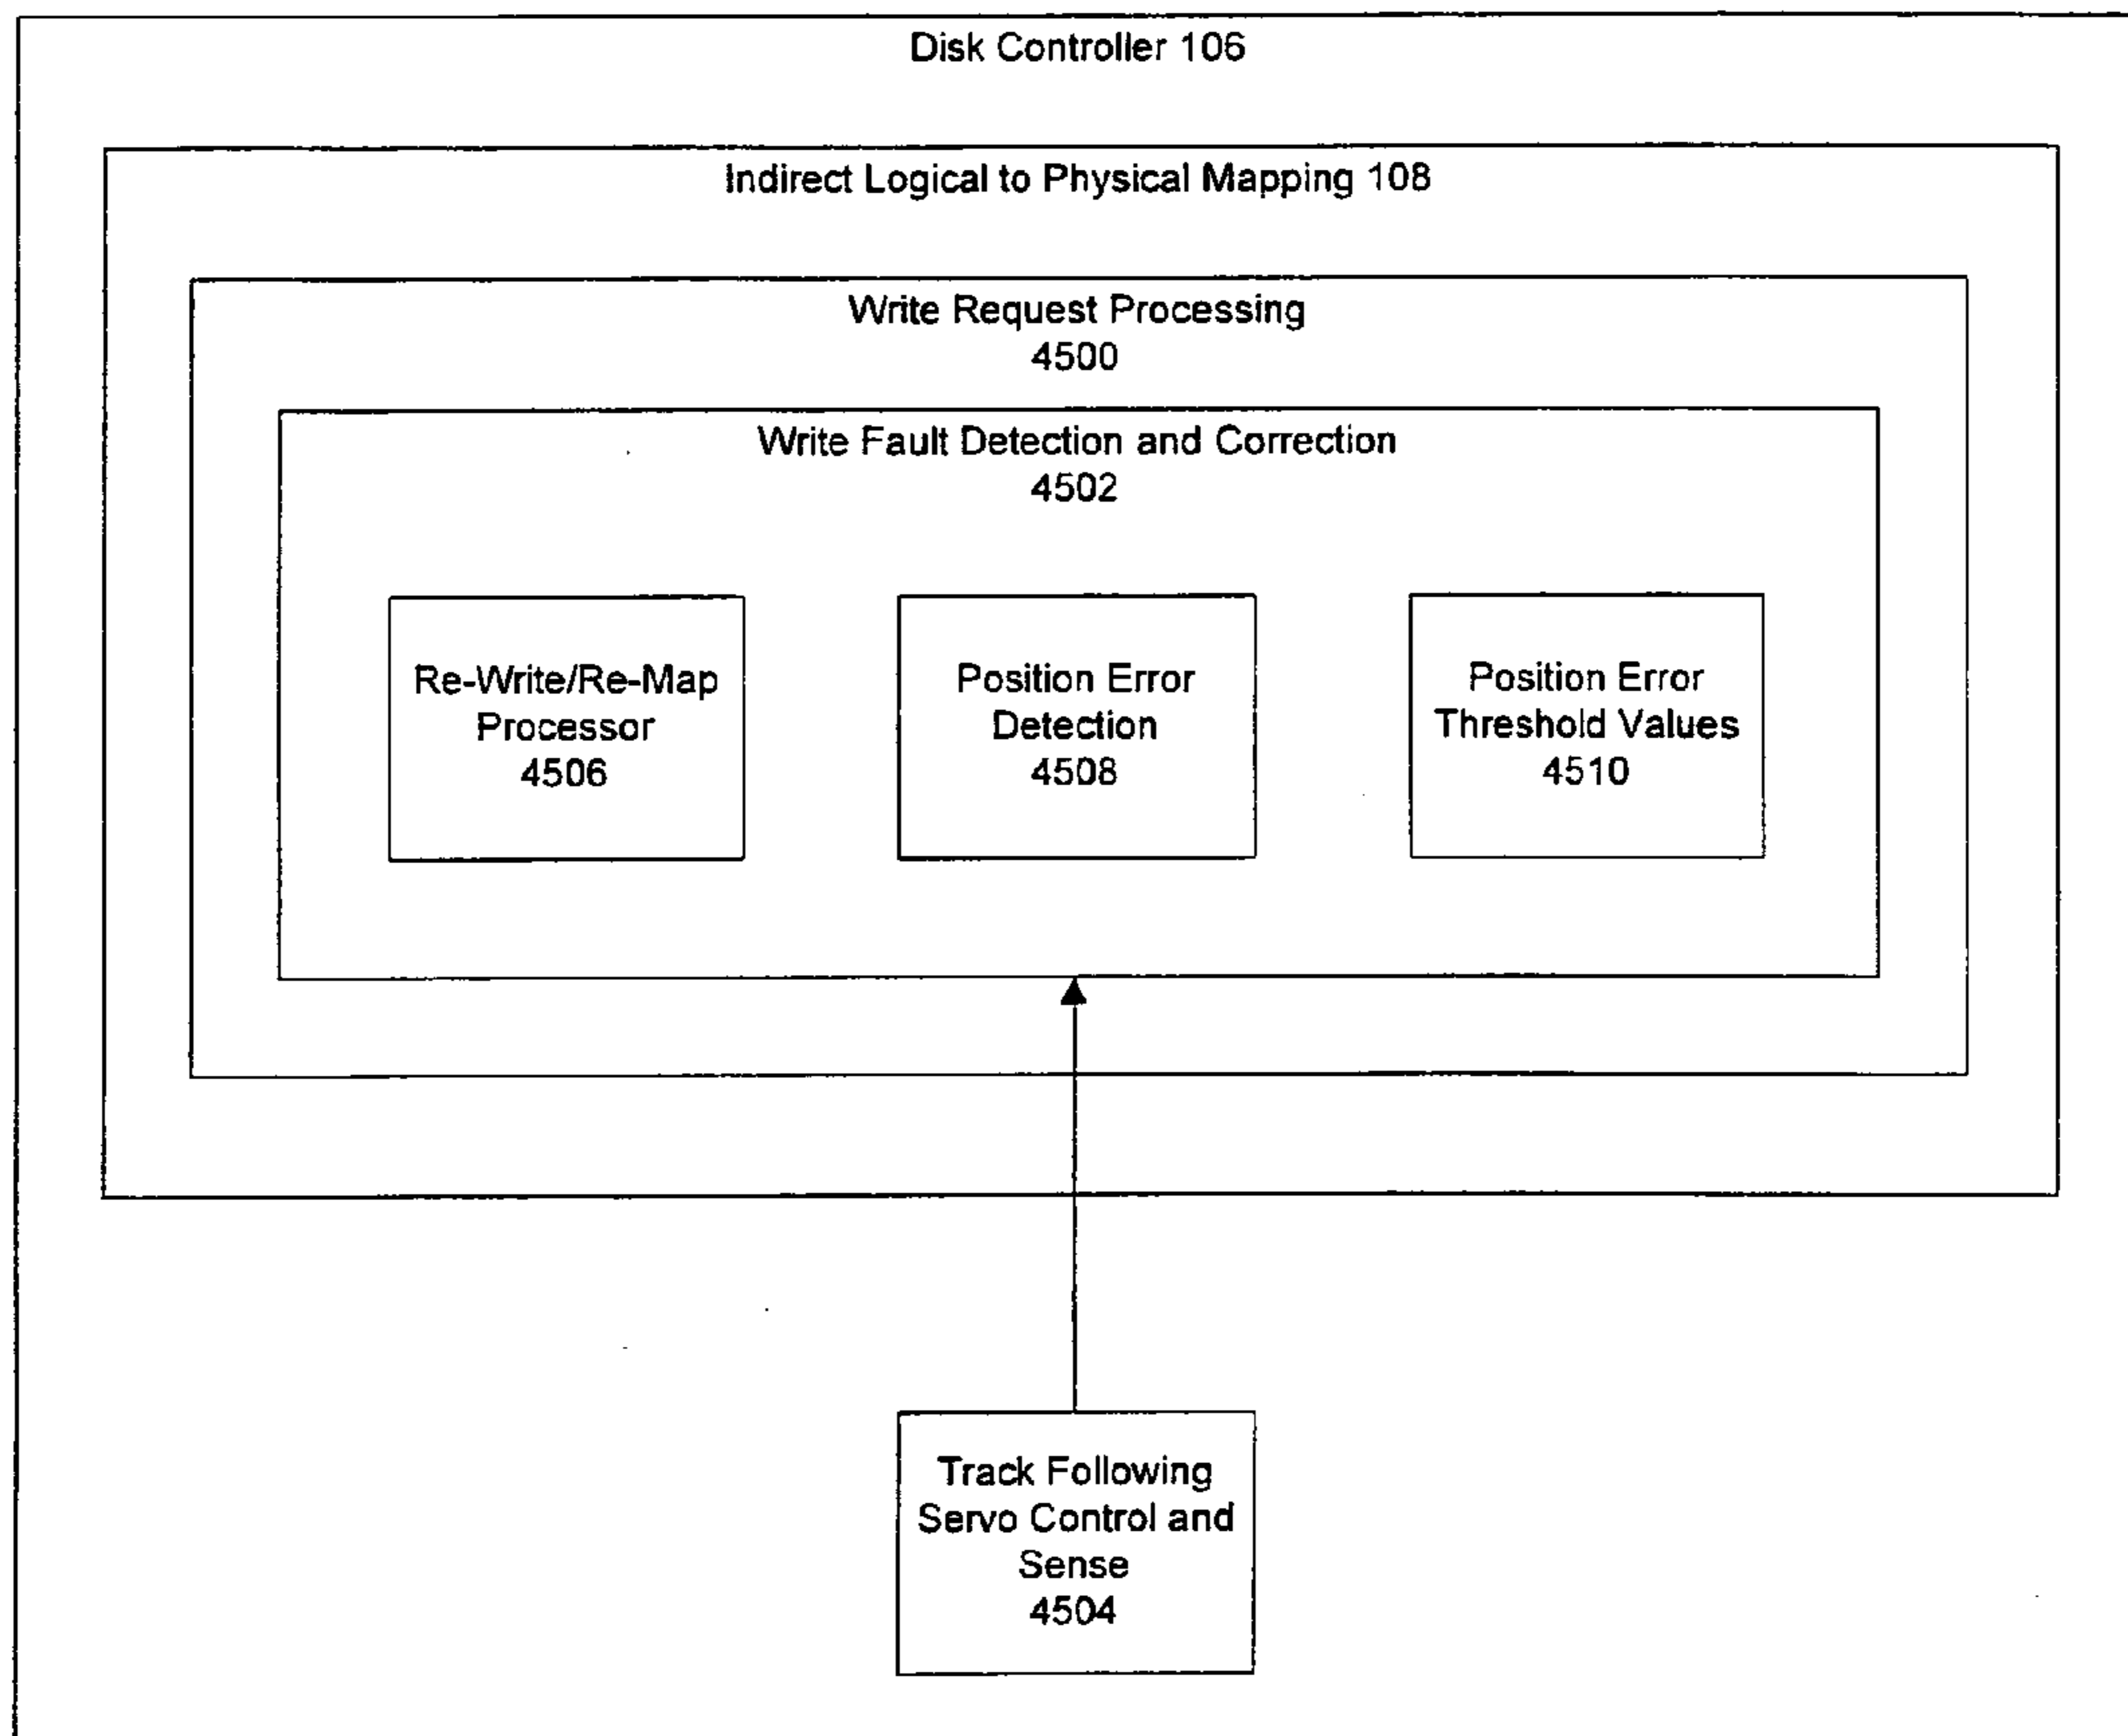 Disk Controller 106
Indirect Logical to Physical Mapping 108
Write Request Processing
4500
Write Fault Detection and Correction
4502
Re-Write/Re-Map
Processor
4506
Position Error
Detection
4508
Position Error
Threshold Values
4510
Track Following
Servo Control and
Sense
4504